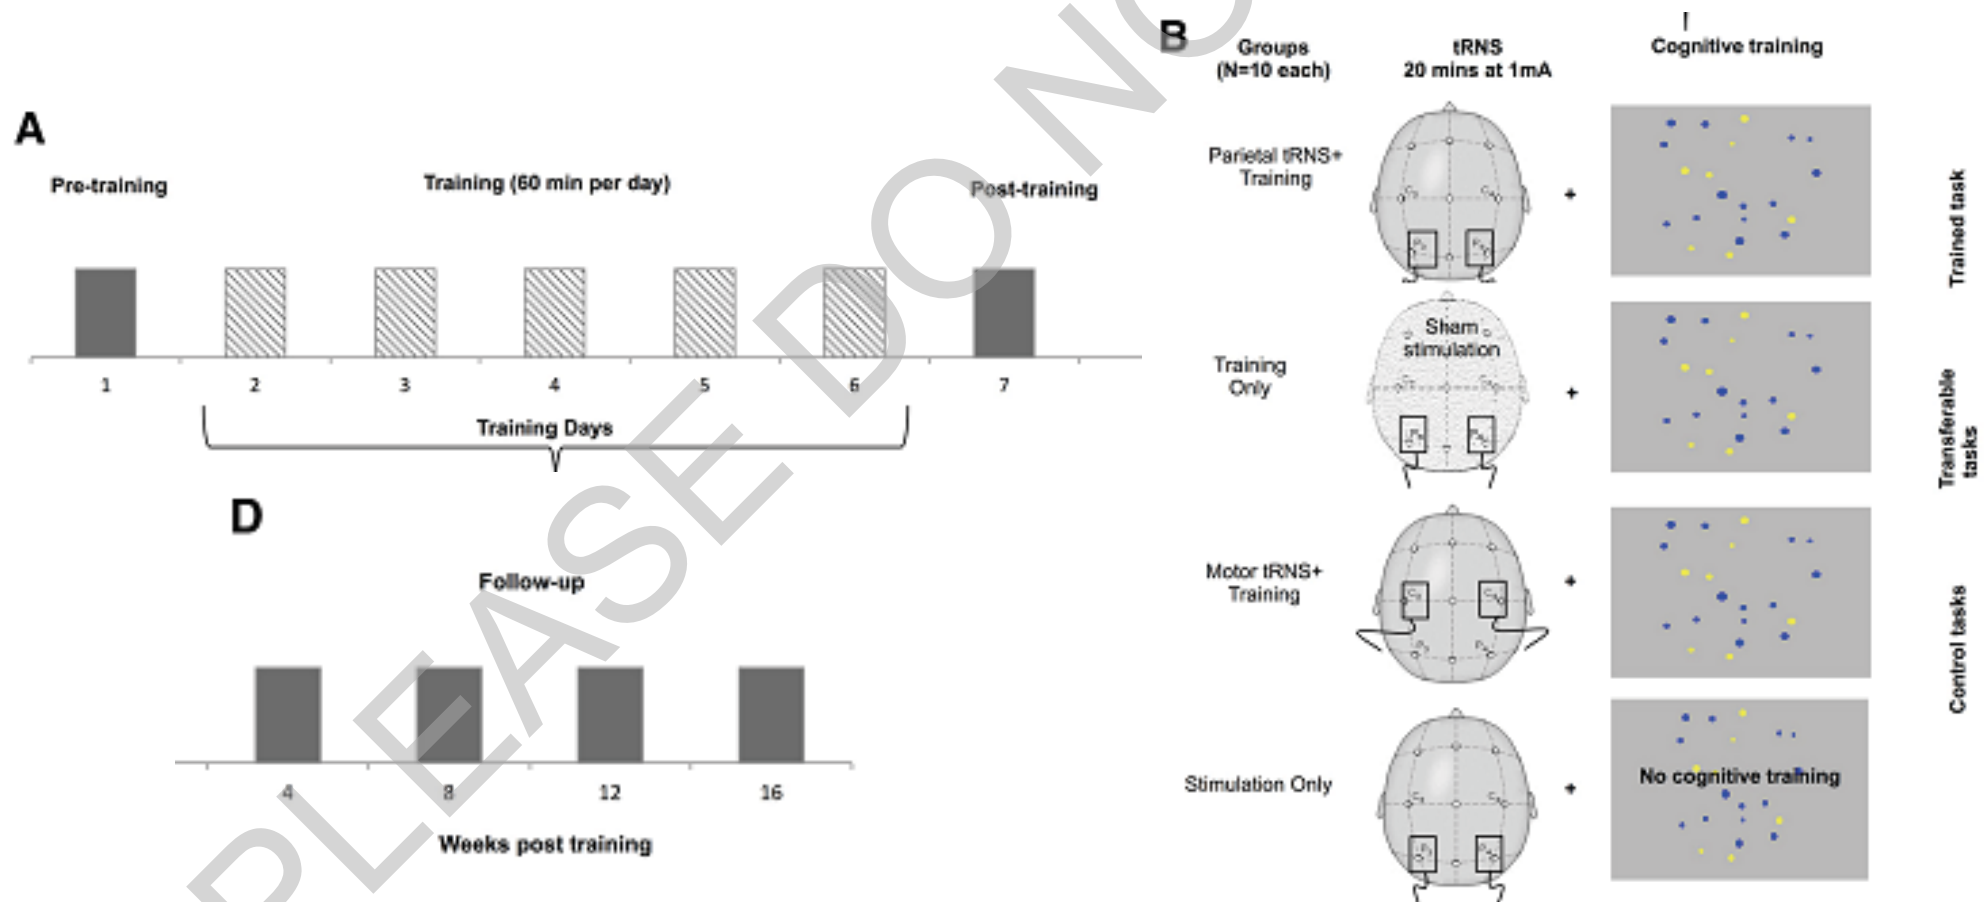 A
Pre-training
Training (60 min per day)
Post-training
1 2 3 4 5 6 7
Training Days
D
Follow-up
4 8 12 16
Weeks post training
B
Groups
(N=10 each)
tRNS
20 mins at 1mA
Cognitive training
Parietal tRNS+
Training
+
Training
Only
Sham
stimulation
+
Motor tRNS+
Training
+
Stimulation Only
+
No cognitive training
Trained task
Transferable
tasks
Control tasks
PLEASE DO NO